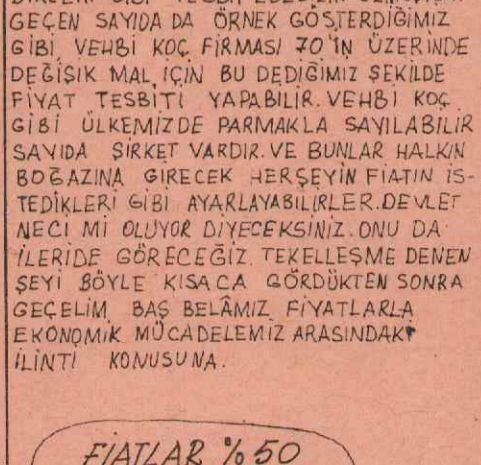 GEÇEN SAYIDA DA ÖRNEK GÖSTERDİĞİMİZ
GİBİ, VEHBİ KOÇ FİRMASI 70'İN ÜZERİNDE
DEĞİŞİK MAL İÇİN BU DEDİĞİMİZ ŞEKİLDE
FİYAT TESBİTİ YAPABİLİR. VEHBİ KOÇ
GİBİ ÜLKEMİZDE PARMAKLA SAYILABİLİR
SAYIDA ŞİRKET VARDIR. VE BUNLAR HALKIN
BOĞAZINA GİRECEK HERŞEYİN FİATIN İS-
TEDİKLERİ GİBİ AYARLAYABİLİRLER. DEVLET
NECİ Mİ OLUYOR DİYECEKSİNİZ. ONU DA
İLERİDE GÖRECEĞİZ. TEKELLEŞME DENEN
ŞEYİ BÖYLE KISACA GÖRDÜKTEN SONRA
GEÇELİM BAŞ BELÂMIZ FİYATLARLA
EKONOMİK MÜCADELEMİZ ARASINDAKİ
İLİNTİ KONUSUNA.
FİATLAR %50